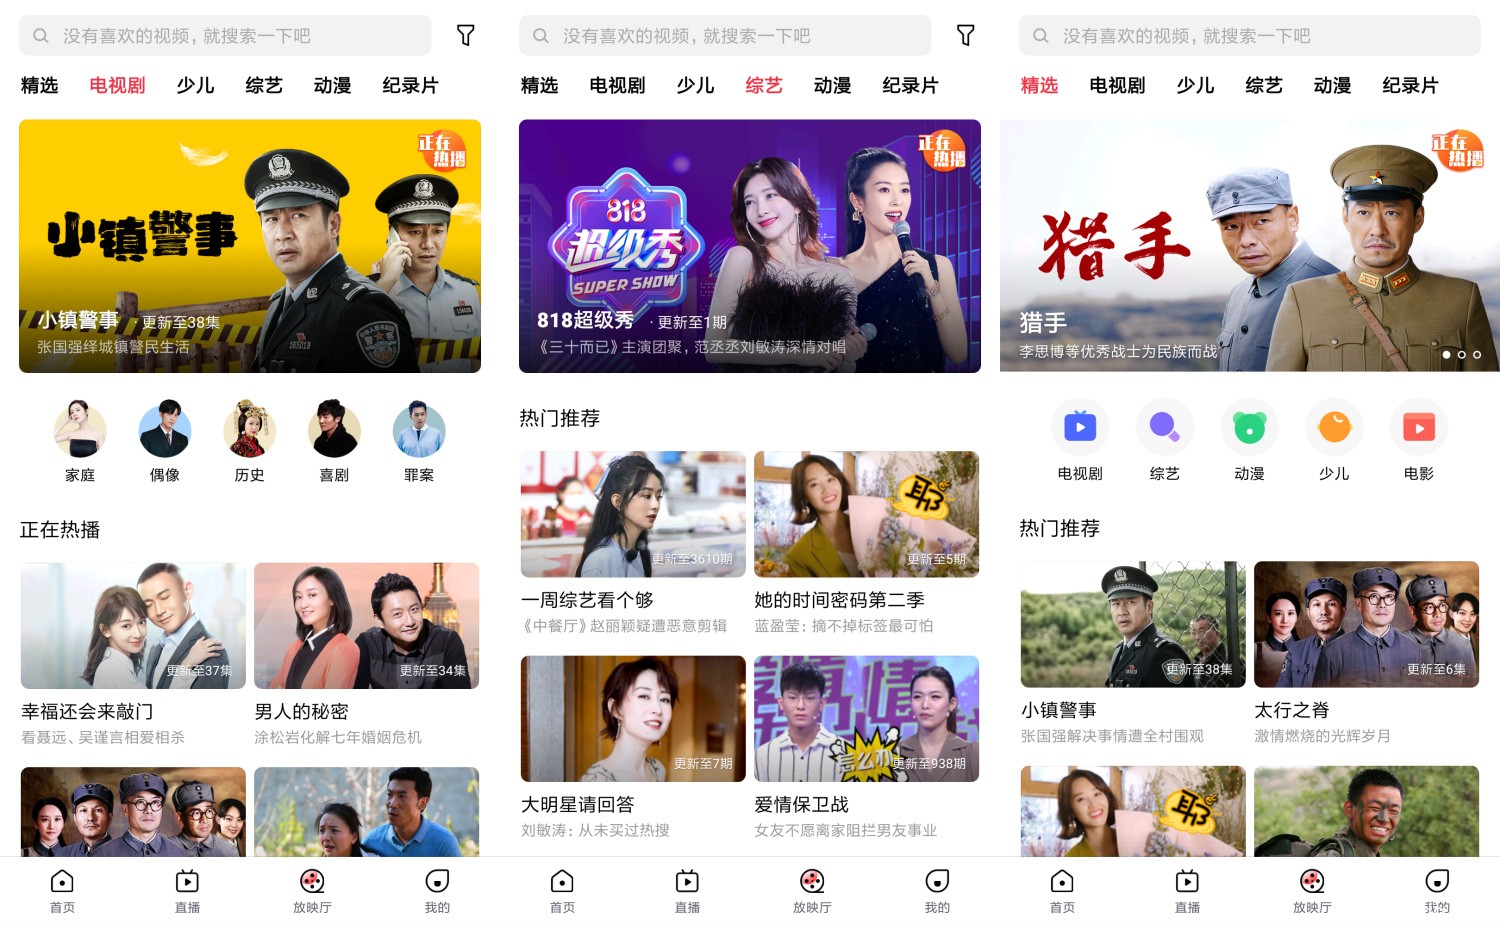 没有喜欢的视频，就搜索一下吧
精选 电视剧 少儿 综艺 动漫 纪录片
正在
热播
小镇警事
小镇警事 · 更新至38集
张国强绎城镇警民生活
家庭 偶像 历史 喜剧 罪案
正在热播
更新至37集 更新至34集
幸福还会来敲门 男人的秘密
看聂远、吴谨言相爱相杀 涂松岩化解七年婚姻危机
首页 直播 放映厅 我的
没有喜欢的视频，就搜索一下吧
精选 电视剧 少儿 综艺 动漫 纪录片
正在
热播
818
超级秀
SUPER SHOW
818超级秀 · 更新至1期
《三十而已》主演团聚，范丞丞刘敏涛深情对唱
热门推荐
更新至3610期 更新至5期
一周综艺看个够 她的时间密码第二季
《中餐厅》赵丽颖疑遭恶意剪辑 蓝盈莹：摘不掉标签最可怕
更新至7期 怎么办 更新至938期
大明星请回答 爱情保卫战
刘敏涛：从未买过热搜 女友不愿离家阻拦男友事业
首页 直播 放映厅 我的
没有喜欢的视频，就搜索一下吧
精选 电视剧 少儿 综艺 动漫 纪录片
正在
热播
猎手
猎手
李思博等优秀战士为民族而战
电视剧 综艺 动漫 少儿 电影
热门推荐
更新至38集 更新至6集
小镇警事 太行之脊
张国强解决事情遭全村围观 激情燃烧的光辉岁月
首页 直播 放映厅 我的